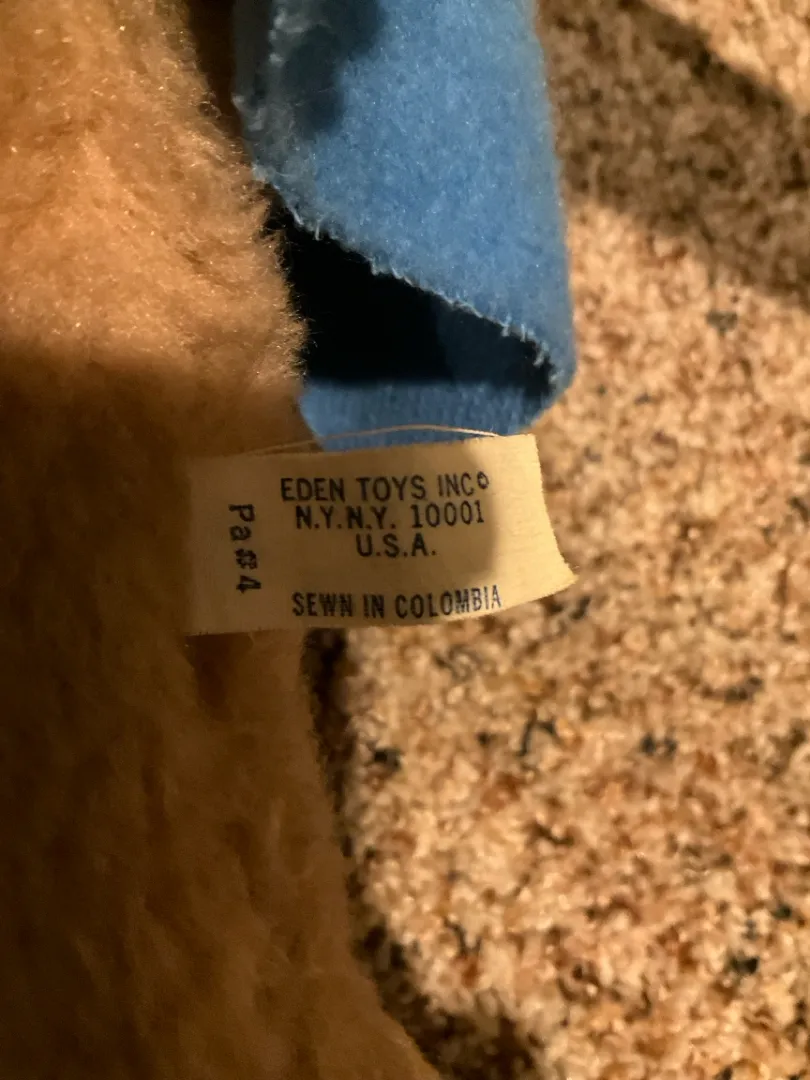 EDEN TOYS INC.
N.Y.N.Y. 10001
U.S.A.
SEWN IN COLOMBIA
Pa#4